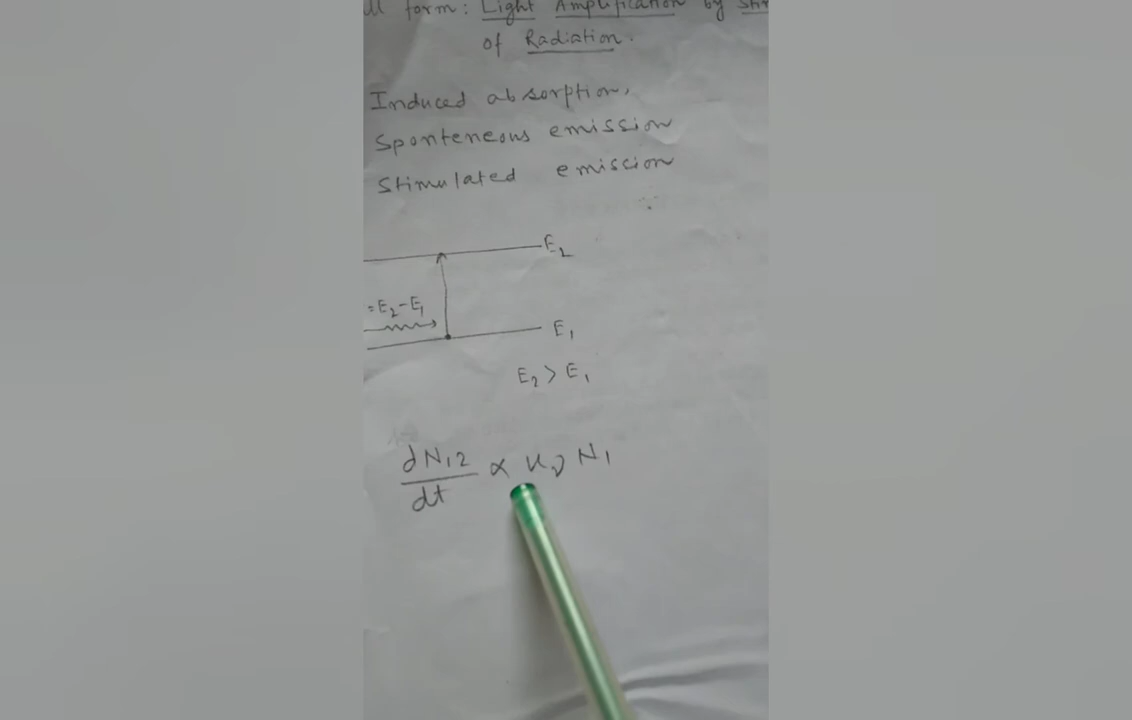 form: Light Amplification by
of Radiation.
Induced absorption,
Sponteneous emission
Stimulated emission
E₂
=E₂-E₁
E₁
E₂ > E₁
dN₁₂/dt ∝ uν N₁